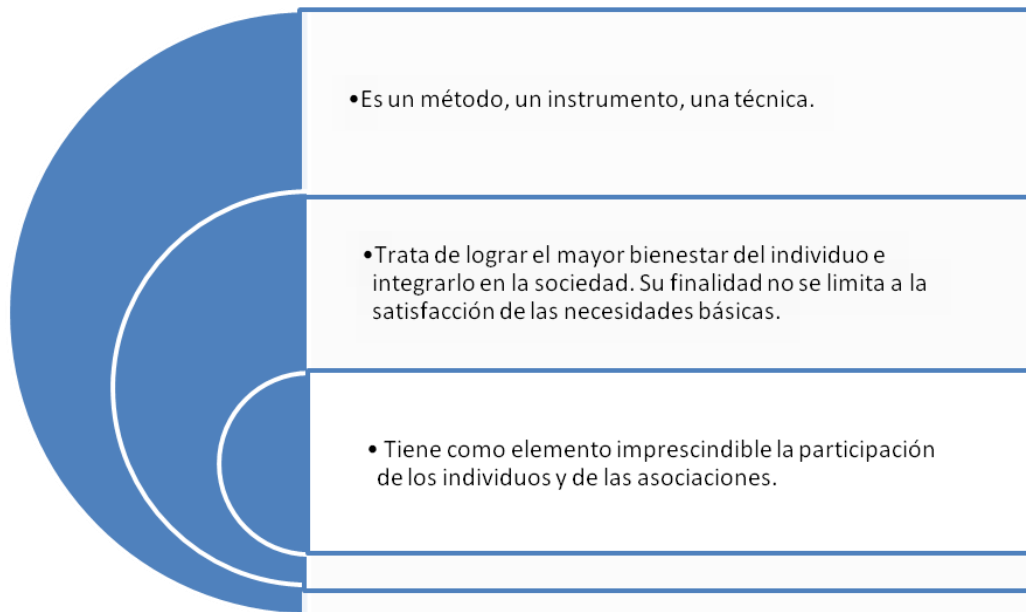 •Es un método, un instrumento, una técnica.
•Trata de lograr el mayor bienestar del individuo e
integrarlo en la sociedad. Su finalidad no se limita a la
satisfacción de las necesidades básicas.
• Tiene como elemento imprescindible la participación
de los individuos y de las asociaciones.